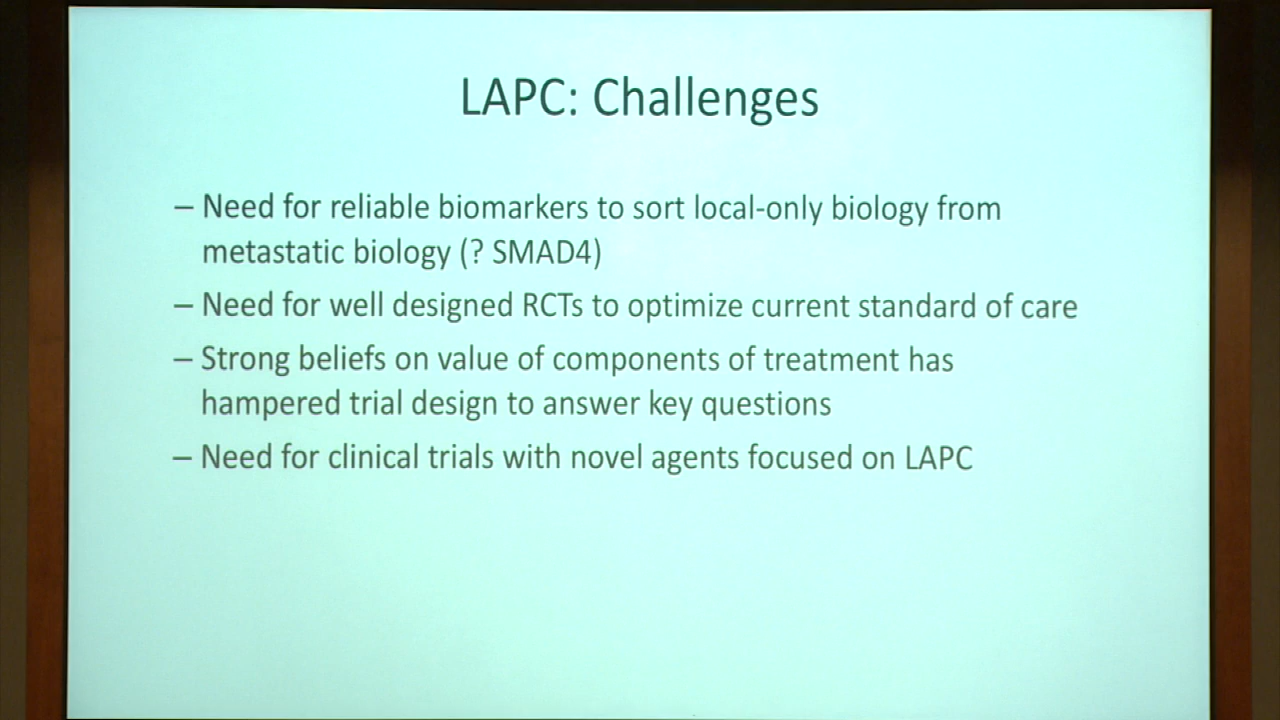 LAPC: Challenges
– Need for reliable biomarkers to sort local-only biology from
metastatic biology (? SMAD4)
– Need for well designed RCTs to optimize current standard of care
– Strong beliefs on value of components of treatment has
hampered trial design to answer key questions
– Need for clinical trials with novel agents focused on LAPC